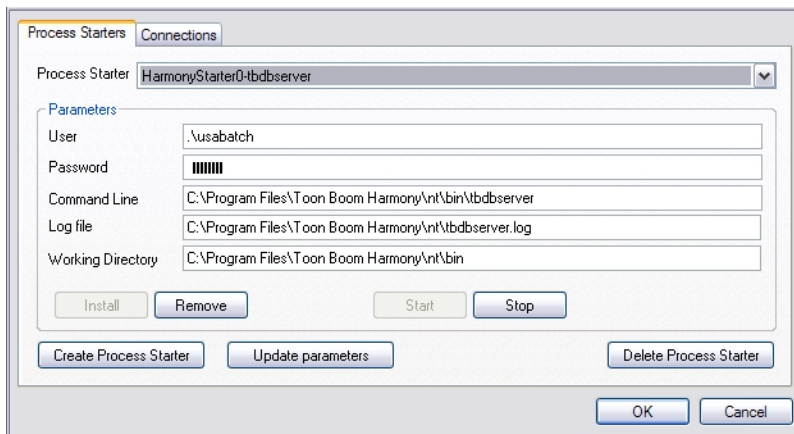 Process Starters Connections
Process Starter HarmonyStarter0-tbdbserver
Parameters
User .\usabatch
Password
Command Line C:\Program Files\Toon Boom Harmony\nt\bin\tbdbserver
Log file C:\Program Files\Toon Boom Harmony\nt\tbdbserver.log
Working Directory C:\Program Files\Toon Boom Harmony\nt\bin
Install Remove Start Stop
Create Process Starter Update parameters Delete Process Starter
OK Cancel